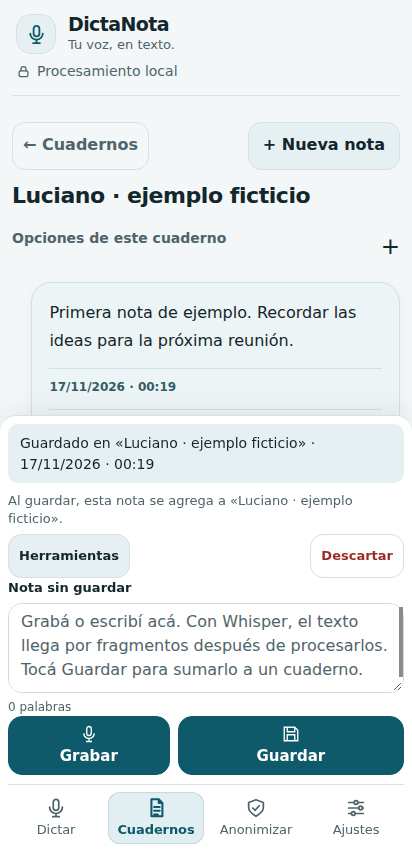 DictaNota
Tu voz, en texto.
Procesamiento local
← Cuadernos
+ Nueva nota
Luciano · ejemplo ficticio
Opciones de este cuaderno
+
Primera nota de ejemplo. Recordar las
ideas para la próxima reunión.
17/11/2026 · 00:19
Guardado en «Luciano · ejemplo ficticio» ·
17/11/2026 · 00:19
Al guardar, esta nota se agrega a «Luciano · ejemplo
ficticio».
Herramientas
Descartar
Nota sin guardar
Grabá o escribí acá. Con Whisper, el texto
llega por fragmentos después de procesarlos.
Tocá Guardar para sumarlo a un cuaderno.
0 palabras
Grabar
Guardar
Dictar
Cuadernos
Anonimizar
Ajustes